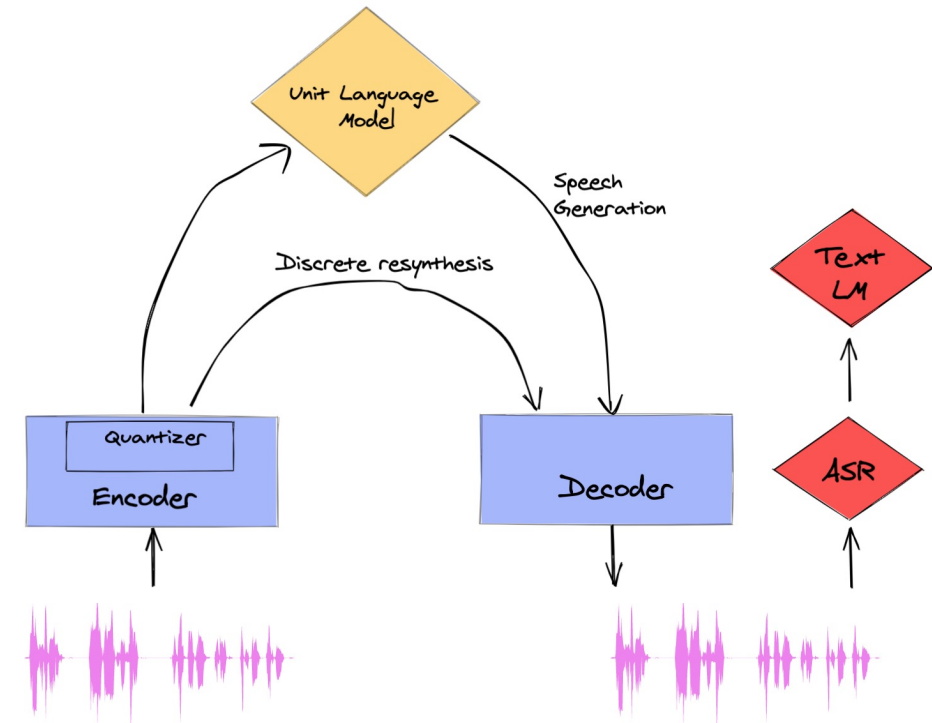 Unit Language
Model
Speech
Generation
Discrete resynthesis
Text
LM
Quantizer
Encoder
Decoder
ASR